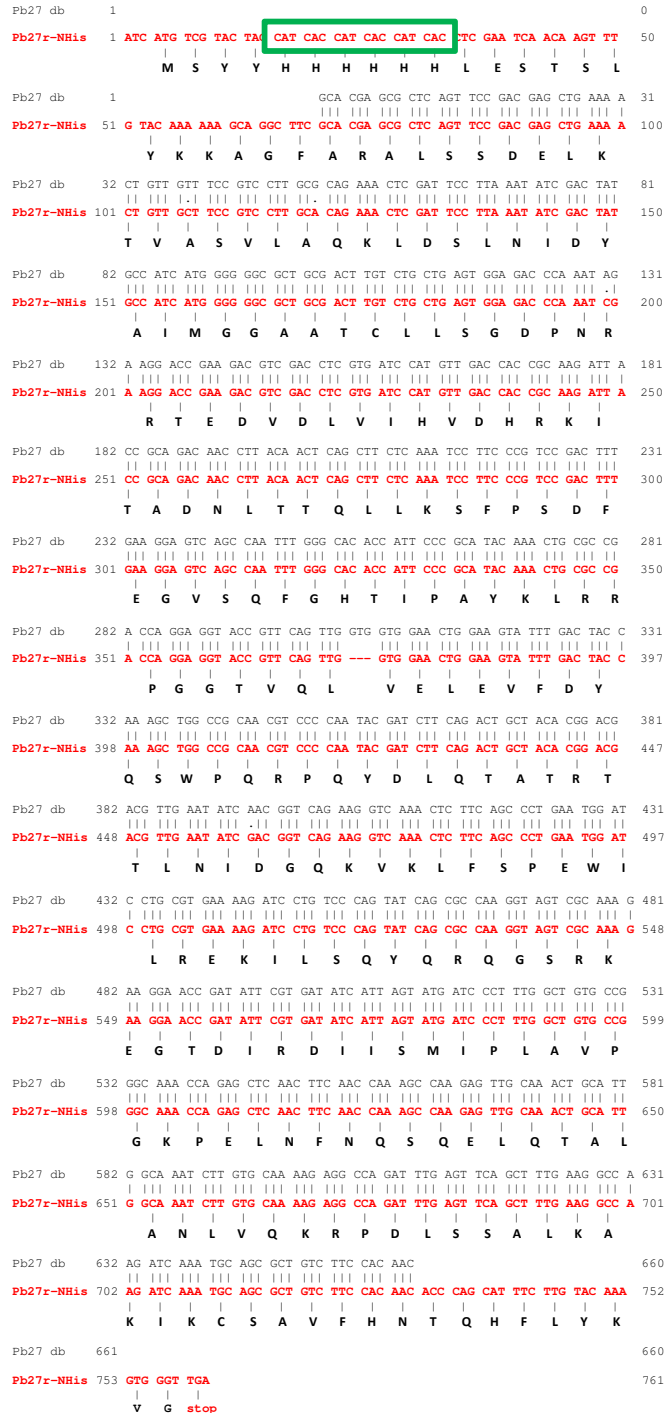 Pb27 db 1 0
Pb27r-NHis 1 ATC ATG TCG TAC TAC CAT CAC CAT CAC CAT CAC CTC GAA TCA ACA AGT TT 50
M S Y Y H H H H H H L E S T S L
Pb27 db 1 GCA CGA GCG CTC AGT TCC GAC GAG CTG AAA A 31
Pb27r-NHis 51 G TAC AAA AAA GCA GGC TTC GCA CGA GCG CTC AGT TCC GAC GAG CTG AAA A 100
Y K K A G F A R A L S S D E L K
Pb27 db 32 CT GTT GTT TCC GTC CTT GCG CAG AAA CTC GAT TCC TTA AAT ATC GAC TAT 81
Pb27r-NHis 101 CT GTT GCT TCC GTC CTT GCA CAG AAA CTC GAT TCC TTA AAT ATC GAC TAT 150
T V A S V L A Q K L D S L N I D Y
Pb27 db 82 GCC ATC ATG GGG GGC GCT GCG ACT TGT CTG CTG AGT GGA GAC CCA AAT AG 131
Pb27r-NHis 151 GCC ATC ATG GGG GGC GCT GCG ACT TGT CTG CTG AGT GGA GAC CCA AAT CG 200
A I M G G A A T C L L S G D P N R
Pb27 db 132 A AGG ACC GAA GAC GTC GAC CTC GTG ATC CAT GTT GAC CAC CGC AAG ATT A 181
Pb27r-NHis 201 A AGG ACC GAA GAC GTC GAC CTC GTG ATC CAT GTT GAC CAC CGC AAG ATT A 250
R T E D V D L V I H V D H R K I
Pb27 db 182 CC GCA GAC AAC CTT ACA ACT CAG CTT CTC AAA TCC TTC CCG TCC GAC TTT 231
Pb27r-NHis 251 CC GCA GAC AAC CTT ACA ACT CAG CTT CTC AAA TCC TTC CCG TCC GAC TTT 300
T A D N L T T Q L L K S F P S D F
Pb27 db 232 GAA GGA GTC AGC CAA TTT GGG CAC ACC ATT CCC GCA TAC AAA CTG CGC CG 281
Pb27r-NHis 301 GAA GGA GTC AGC CAA TTT GGG CAC ACC ATT CCC GCA TAC AAA CTG CGC CG 350
E G V S Q F G H T I P A Y K L R R
Pb27 db 282 A CCA GGA GGT ACC GTT CAG TTG GTG GTG GAA CTG GAA GTA TTT GAC TAC C 331
Pb27r-NHis 351 A CCA GGA GGT ACC GTT CAG TTG --- GTG GAA CTG GAA GTA TTT GAC TAC C 397
P G G T V Q L V E L E V F D Y
Pb27 db 332 AA AGC TGG CCG CAA CGT CCC CAA TAC GAT CTT CAG ACT GCT ACA CGG ACG 381
Pb27r-NHis 398 AA AGC TGG CCG CAA CGT CCC CAA TAC GAT CTT CAG ACT GCT ACA CGG ACG 447
Q S W P Q R P Q Y D L Q T A T R T
Pb27 db 382 ACG TTG AAT ATC AAC GGT CAG AAG GTC AAA CTC TTC AGC CCT GAA TGG AT 431
Pb27r-NHis 448 ACG TTG AAT ATC GAC GGT CAG AAG GTC AAA CTC TTC AGC CCT GAA TGG AT 497
T L N I D G Q K V K L F S P E W I
Pb27 db 432 C CTG CGT GAA AAG ATC CTG TCC CAG TAT CAG CGC CAA GGT AGT CGC AAA G 481
Pb27r-NHis 498 C CTG CGT GAA AAG ATC CTG TCC CAG TAT CAG CGC CAA GGT AGT CGC AAA G 548
L R E K I L S Q Y Q R Q G S R K
Pb27 db 482 AA GGA ACC GAT ATT CGT GAT ATC ATT AGT ATG ATC CCT TTG GCT GTG CCG 531
Pb27r-NHis 549 AA GGA ACC GAT ATT CGT GAT ATC ATT AGT ATG ATC CCT TTG GCT GTG CCG 599
E G T D I R D I I S M I P L A V P
Pb27 db 532 GGC AAA CCA GAG CTC AAC TTC AAC CAA AGC CAA GAG TTG CAA ACT GCA TT 581
Pb27r-NHis 598 GGC AAA CCA GAG CTC AAC TTC AAC CAA AGC CAA GAG TTG CAA ACT GCA TT 650
G K P E L N F N Q S Q E L Q T A L
Pb27 db 582 G GCA AAT CTT GTG CAA AAG AGG CCA GAT TTG AGT TCA GCT TTG AAG GCC A 631
Pb27r-NHis 651 G GCA AAT CTT GTG CAA AAG AGG CCA GAT TTG AGT TCA GCT TTG AAG GCC A 701
A N L V Q K R P D L S S A L K A
Pb27 db 632 AG ATC AAA TGC AGC GCT GTC TTC CAC AAC 660
Pb27r-NHis 702 AG ATC AAA TGC AGC GCT GTC TTC CAC AAC ACC CAG CAT TTC TTG TAC AAA 752
K I K C S A V F H N T Q H F L Y K
Pb27 db 661 660
Pb27r-NHis 753 GTG GGT TGA 761
V G stop